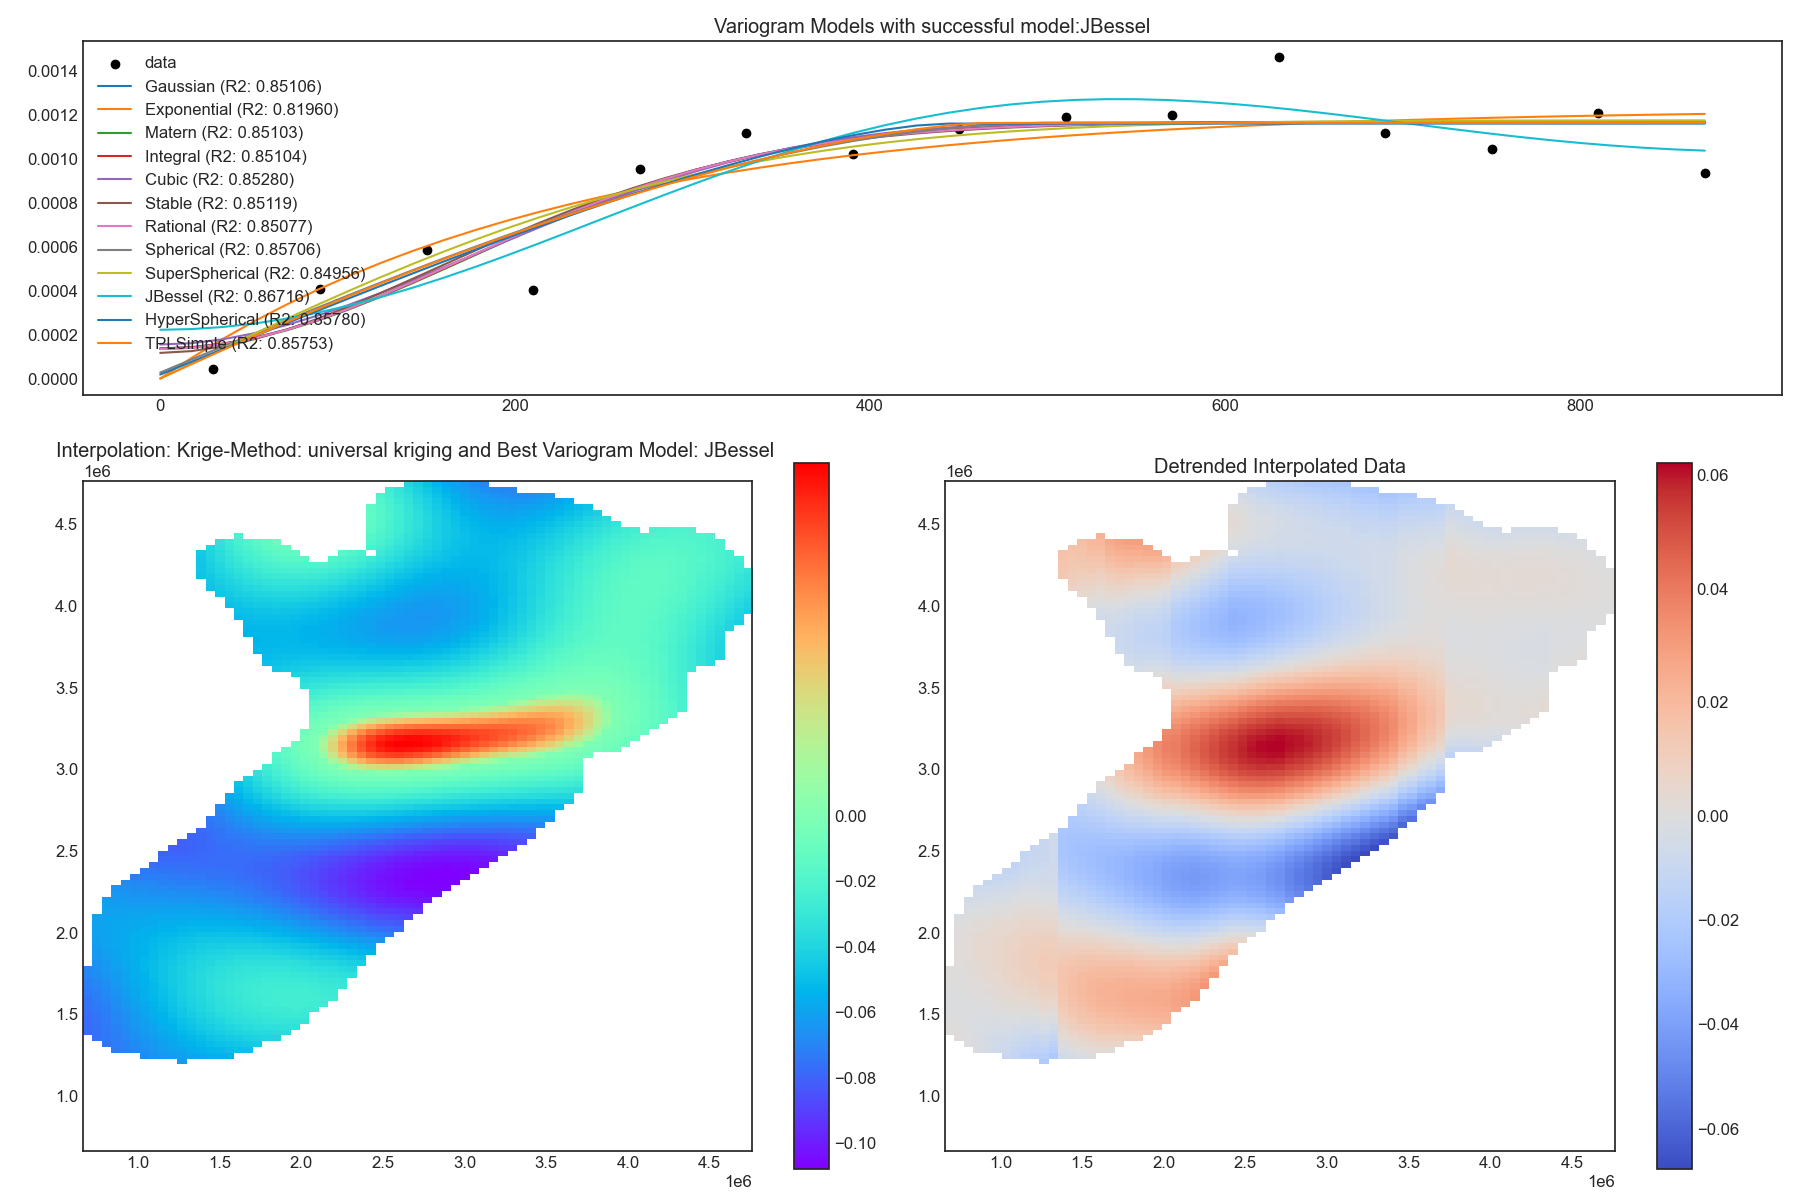 Variogram Models with successful model:JBessel
0.0014
0.0012
0.0010
0.0008
0.0006
0.0004
0.0002
0.0000
data
Gaussian (R2: 0.85106)
Exponential (R2: 0.81960)
Matern (R2: 0.85103)
Integral (R2: 0.85104)
Cubic (R2: 0.85280)
Stable (R2: 0.85119)
Rational (R2: 0.85077)
Spherical (R2: 0.85706)
SuperSpherical (R2: 0.84956)
JBessel (R2: 0.86716)
HyperSpherical (R2: 0.85780)
TPLSimple (R2: 0.85753)
0 200 400 600 800
Interpolation: Krige-Method: universal kriging and Best Variogram Model: JBessel
1e6
4.5
4.0
3.5
3.0
2.5
2.0
1.5
1.0
1.0 1.5 2.0 2.5 3.0 3.5 4.0 4.5
1e6
0.00
−0.02
−0.04
−0.06
−0.08
−0.10
Detrended Interpolated Data
1e6
4.5
4.0
3.5
3.0
2.5
2.0
1.5
1.0
1.0 1.5 2.0 2.5 3.0 3.5 4.0 4.5
1e6
0.06
0.04
0.02
0.00
−0.02
−0.04
−0.06